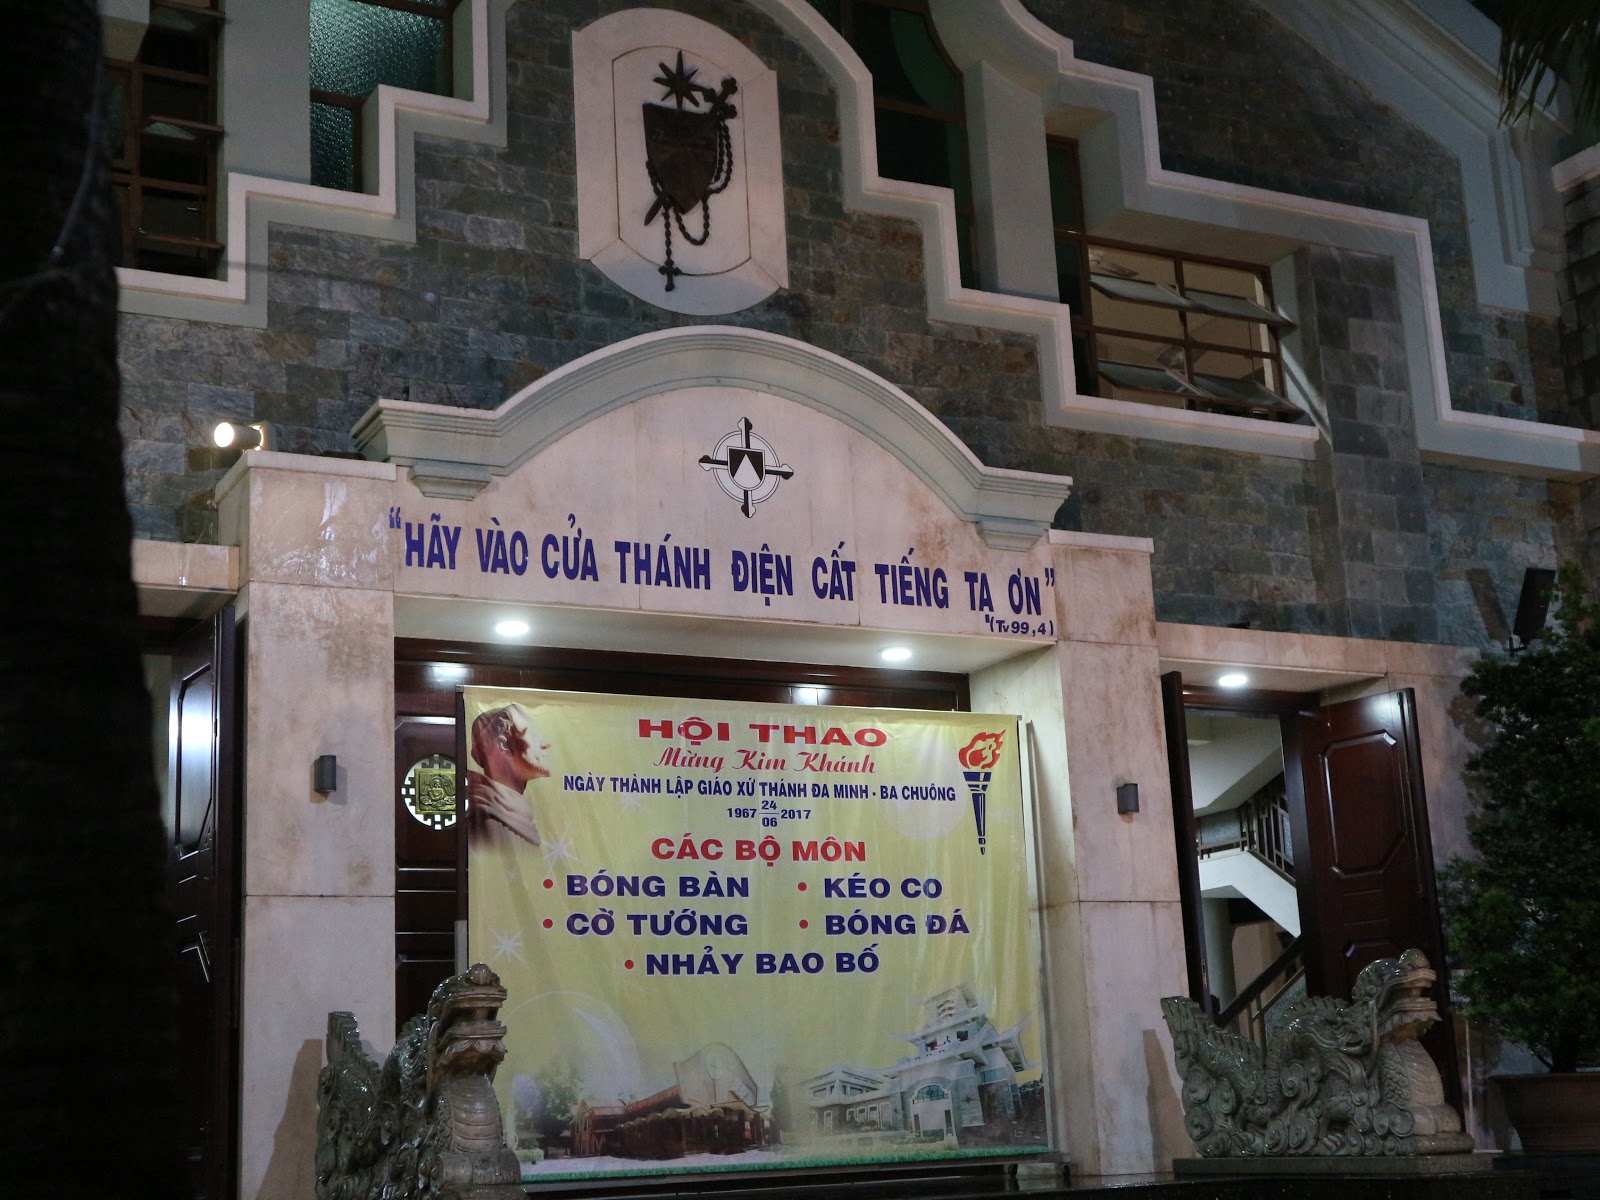 “HÃY VÀO CỬA THÁNH ĐIỆN CẤT TIẾNG TẠ ƠN”
(Tv 99,4)
HỘI THAO
Mừng Kim Khánh
NGÀY THÀNH LẬP GIÁO XỨ THÁNH ĐA MINH - BA CHUÔNG
1967 24/06 2017
CÁC BỘ MÔN
• BÓNG BÀN • KÉO CO
• CỜ TƯỚNG • BÓNG ĐÁ
• NHẢY BAO BỐ